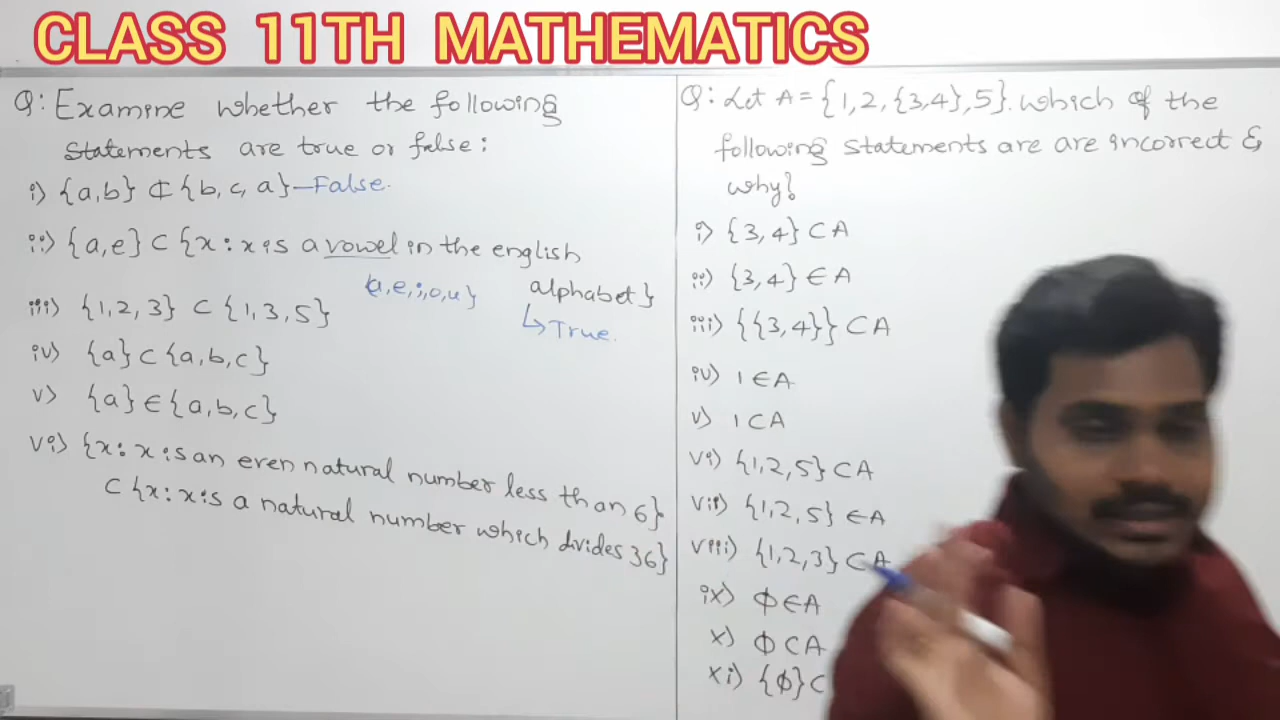 CLASS 11TH MATHEMATICS
Q: Examine whether the following
statements are true or false:
i) {a,b} ⊄ {b, c, a} – False.
ii) {a,e} ⊂ {x : x is a vowel in the english
alphabet}
{a,e,i,o,u}
↳ True.
iii) {1,2,3} ⊂ {1,3,5}
iv) {a} ⊂ {a,b,c}
v) {a} ∈ {a,b,c}
vi) {x : x is an even natural number less than 6}
⊂ {x : x is a natural number which divides 36}
Q: Let A = {1,2,{3,4},5}. Which of the
following statements are are incorrect &
why?
i) {3,4} ⊂ A
ii) {3,4} ∈ A
iii) {{3,4}} ⊂ A
iv) 1 ∈ A
v) 1 ⊂ A
vi) {1,2,5} ⊂ A
vii) {1,2,5} ∈ A
viii) {1,2,3} ⊂ A
ix) ϕ ∈ A
x) ϕ ⊂ A
xi) {ϕ} ⊂